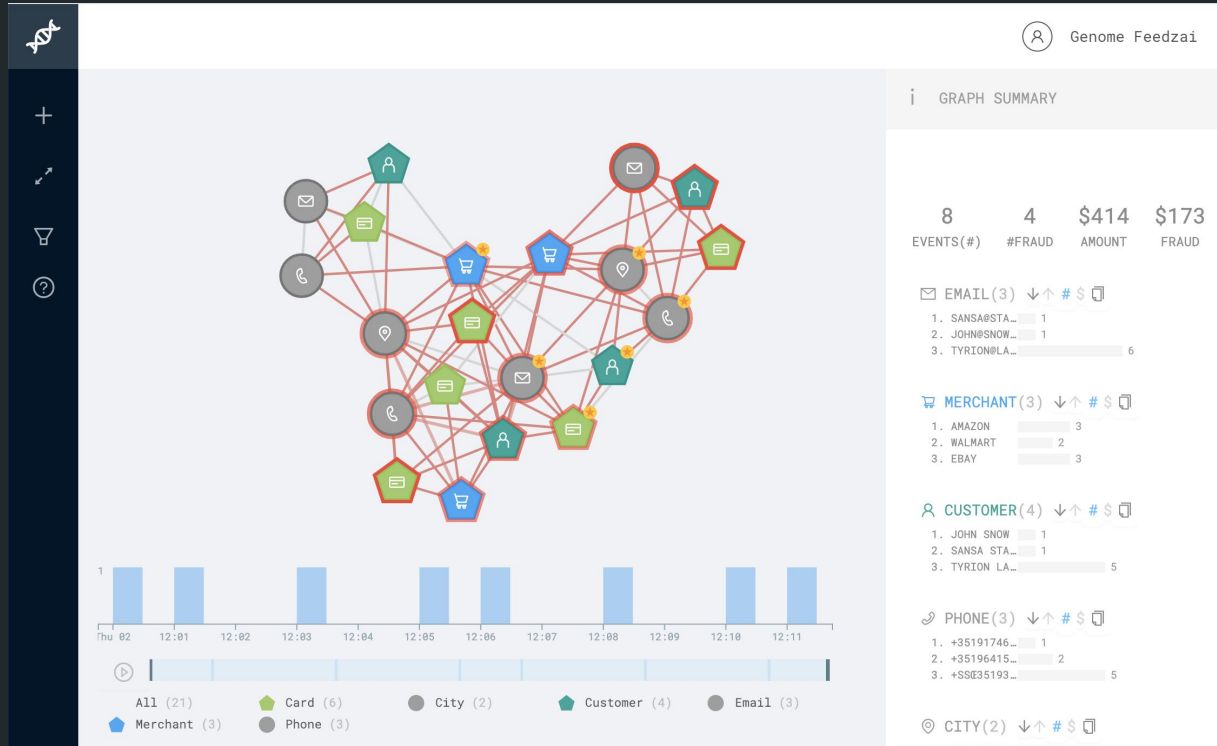 Genome Feedzai
i GRAPH SUMMARY
8 4 $414 $173
EVENTS(#) #FRAUD AMOUNT FRAUD
EMAIL(3) ↓↑ # $
1. SANSA@STA… 1
2. JOHN@SNOW… 1
3. TYRION@LA… 6
MERCHANT(3) ↓↑ # $
1. AMAZON 3
2. WALMART 2
3. EBAY 3
CUSTOMER(4) ↓↑ # $
1. JOHN SNOW 1
2. SANSA STA… 1
3. TYRION LA… 5
PHONE(3) ↓↑ # $
1. +35191746… 1
2. +35196415… 2
3. 5
CITY(2) ↓↑ # $
1
Thu 02 12:01 12:02 12:03 12:04 12:05 12:06 12:07 12:08 12:09 12:10 12:11
All (21) Card (6) City (2) Customer (4) Email (3)
Merchant (3) Phone (3)